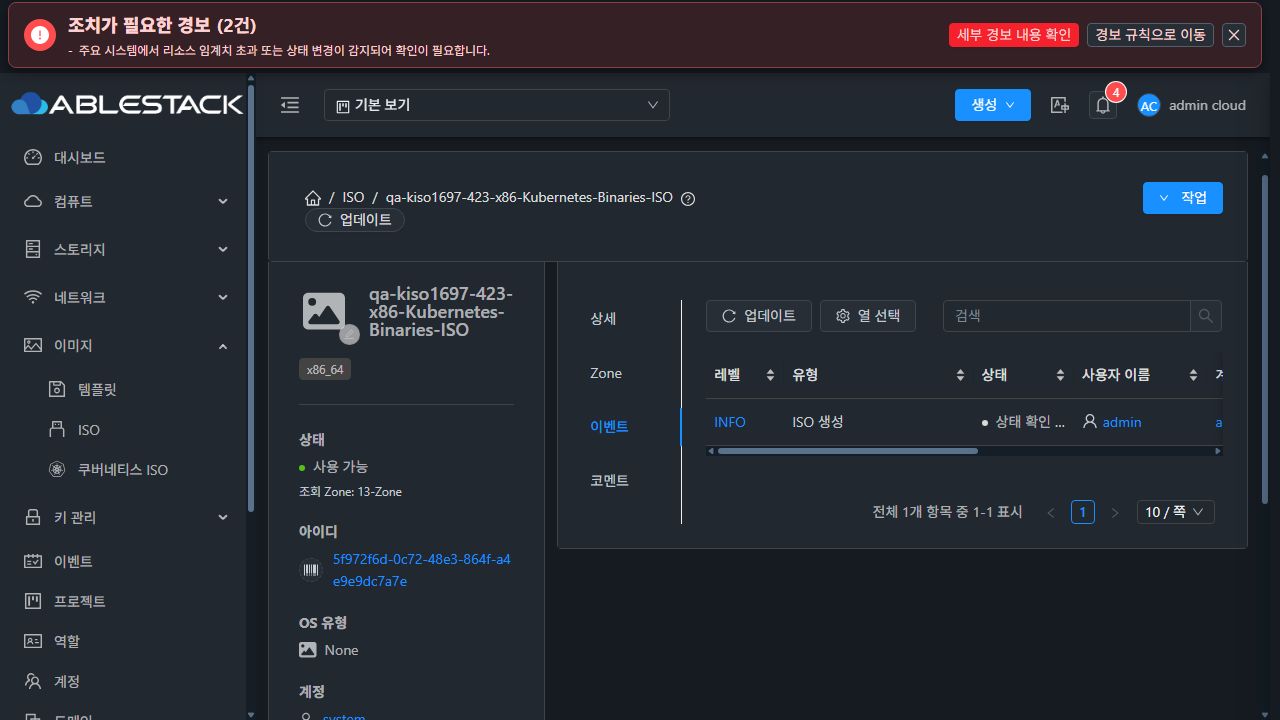 조치가 필요한 경보 (2건)
- 주요 시스템에서 리소스 임계치 초과 또는 상태 변경이 감지되어 확인이 필요합니다.
세부 경보 내용 확인
경보 규칙으로 이동
ABLESTACK
기본 보기
생성
4
AC admin cloud
대시보드
컴퓨트
스토리지
네트워크
이미지
템플릿
ISO
쿠버네티스 ISO
키 관리
이벤트
프로젝트
역할
계정
/ ISO / qa-kiso1697-423-x86-Kubernetes-Binaries-ISO
업데이트
작업
qa-kiso1697-423-
x86-Kubernetes-
Binaries-ISO
x86_64
상태
사용 가능
조회 Zone: 13-Zone
아이디
5f972f6d-0c72-48e3-864f-a4
e9e9dc7a7e
OS 유형
None
계정
system
상세
Zone
이벤트
코멘트
업데이트
열 선택
검색
레벨 유형 상태 사용자 이름
INFO ISO 생성 상태 확인 ... admin a
전체 1개 항목 중 1-1 표시
1
10 / 쪽